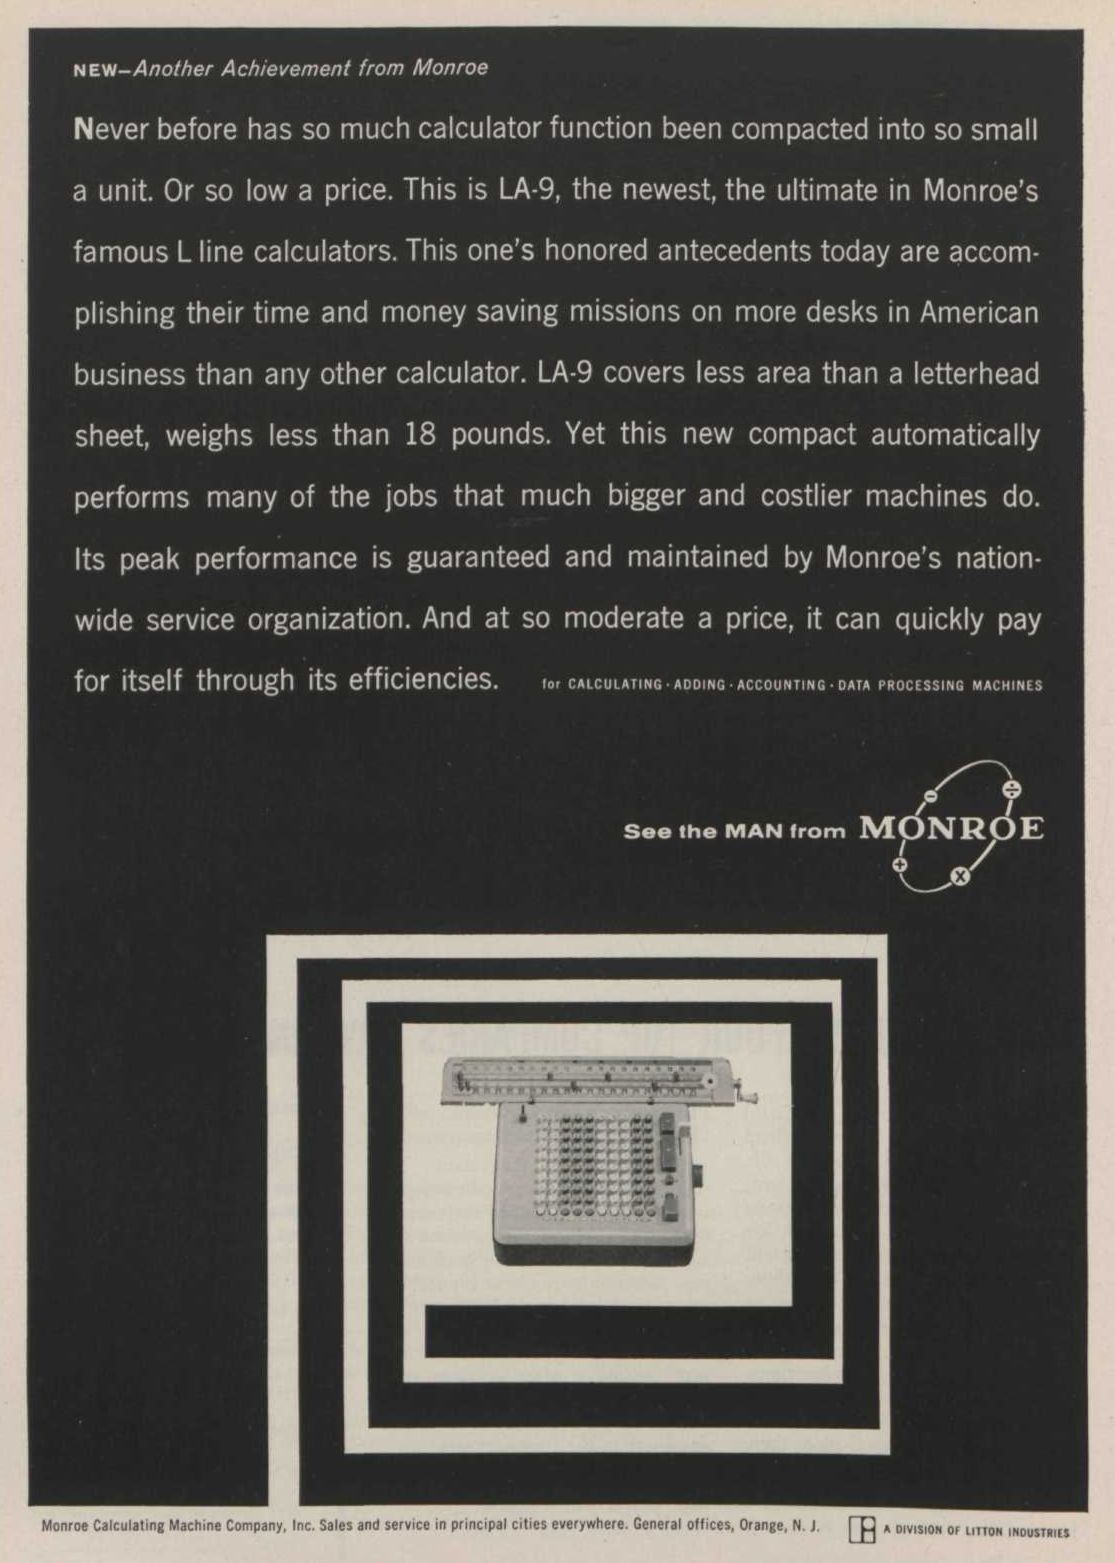 NEW—Another Achievement from Monroe
Never before has so much calculator function been compacted into so small
a unit. Or so low a price. This is LA-9, the newest, the ultimate in Monroe's
famous L line calculators. This one's honored antecedents today are accom-
plishing their time and money saving missions on more desks in American
business than any other calculator. LA-9 covers less area than a letterhead
sheet, weighs less than 18 pounds. Yet this new compact automatically
performs many of the jobs that much bigger and costlier machines do.
Its peak performance is guaranteed and maintained by Monroe's nation-
wide service organization. And at so moderate a price, it can quickly pay
for itself through its efficiencies. for CALCULATING · ADDING · ACCOUNTING · DATA PROCESSING MACHINES
See the MAN from MONROE
Monroe Calculating Machine Company, Inc. Sales and service in principal cities everywhere. General offices, Orange, N. J. A DIVISION OF LITTON INDUSTRIES